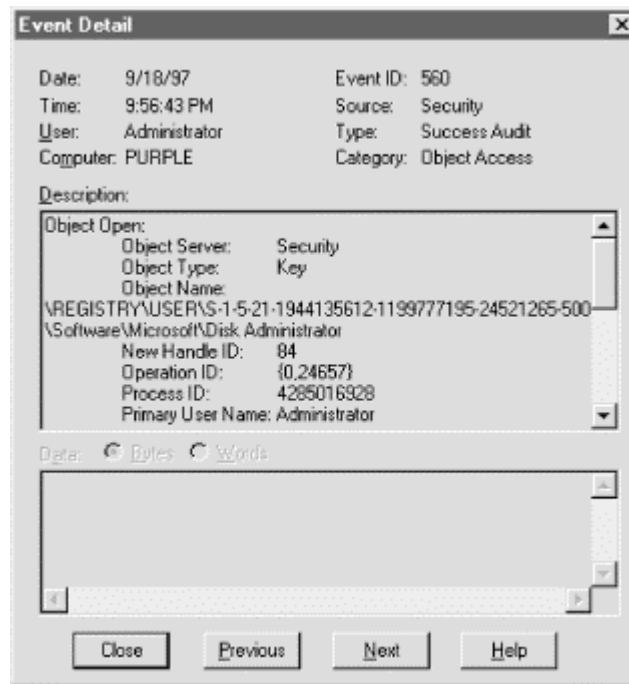 Event Detail
Date: 9/18/97 Event ID: 560
Time: 9:56:43 PM Source: Security
User: Administrator Type: Success Audit
Computer: PURPLE Category: Object Access
Description:
Object Open:
Object Server: Security
Object Type: Key
Object Name:
\REGISTRY\USER\S-1-5-21-1944135612-1199777195-24521265-500
\Software\Microsoft\Disk Administrator
New Handle ID: 84
Operation ID: {0,24657}
Process ID: 4285016928
Primary User Name: Administrator
Data: Bytes Words
Close Previous Next Help